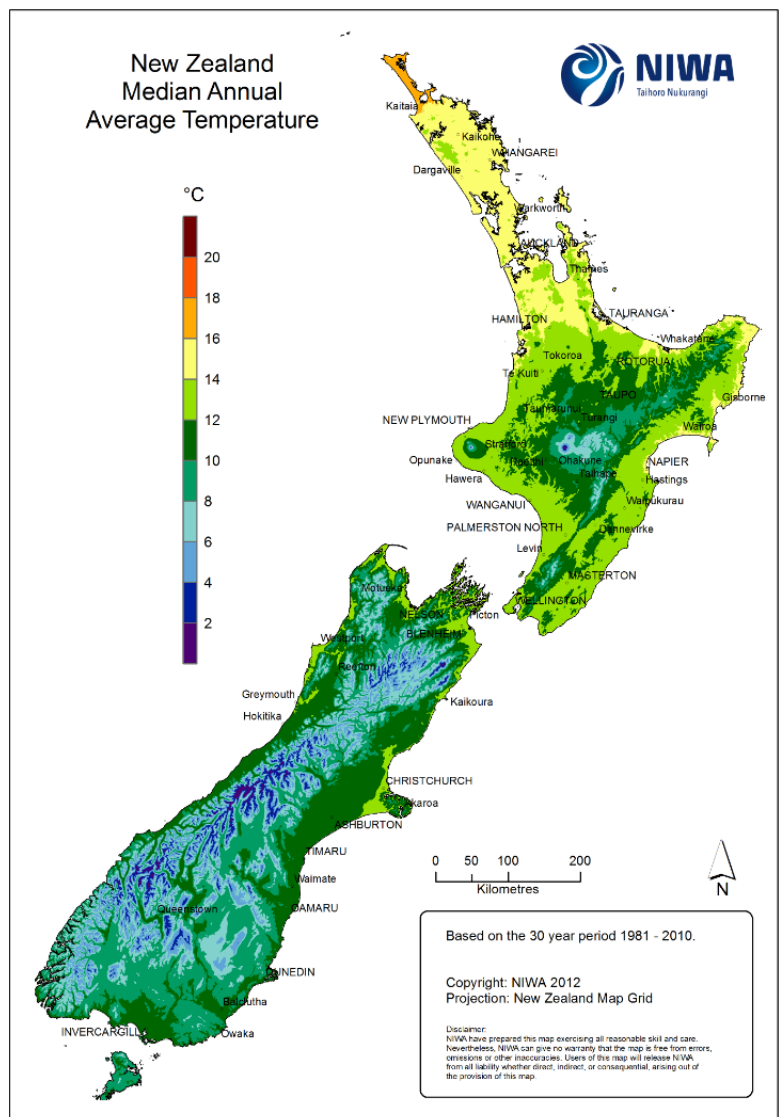 New Zealand
Median Annual
Average Temperature
NIWA
Taihoro Nukurangi
°C
20
18
16
14
12
10
8
6
4
2
Kaitaia
Kaikohe
WHANGAREI
Dargaville
Warkworth
AUCKLAND
Thames
HAMILTON
TAURANGA
Whakatane
Tokoroa
ROTORUA
Te Kuiti
TAUPO
Gisborne
Taumarunui
Turangi
NEW PLYMOUTH
Wairoa
Stratford
Opunake
Ohakune
NAPIER
Taihape
Hawera
Hastings
WANGANUI
Waipukurau
PALMERSTON NORTH
Dannevirke
Levin
MASTERTON
WELLINGTON
Motueka
NELSON
Picton
BLENHEIM
Westport
Reefton
Greymouth
Kaikoura
Hokitika
CHRISTCHURCH
Akaroa
ASHBURTON
TIMARU
Waimate
Queenstown
OAMARU
DUNEDIN
Balclutha
INVERCARGILL
Owaka
0 50 100 200
Kilometres
N
Based on the 30 year period 1981 - 2010.
Copyright: NIWA 2012
Projection: New Zealand Map Grid
Disclaimer:
NIWA have prepared this map exercising all reasonable skill and care.
Nevertheless, NIWA can give no warranty that the map is free from errors,
omissions or other inaccuracies. Users of this map will release NIWA
from all liability whether direct, indirect, or consequential, arising out of
the provision of this map.